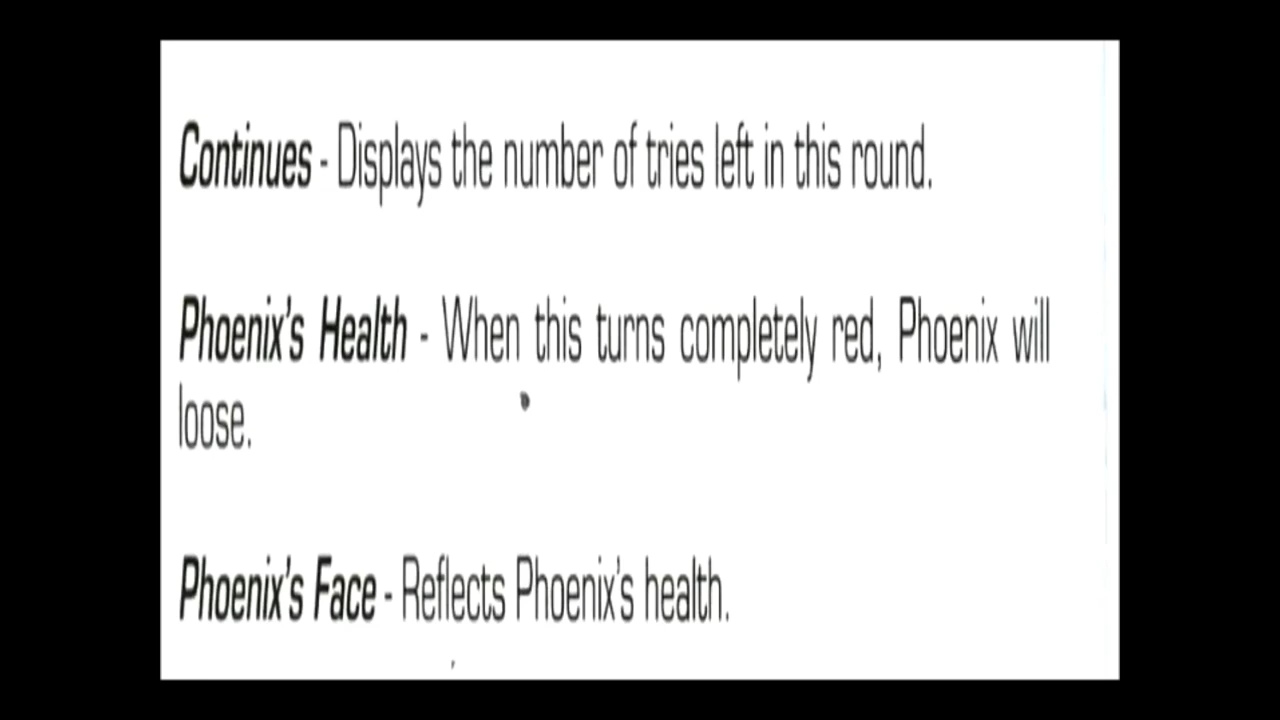 Continues - Displays the number of tries left in this round.
Phoenix's Health - When this turns completely red, Phoenix will
loose.
Phoenix's Face - Reflects Phoenix's health.